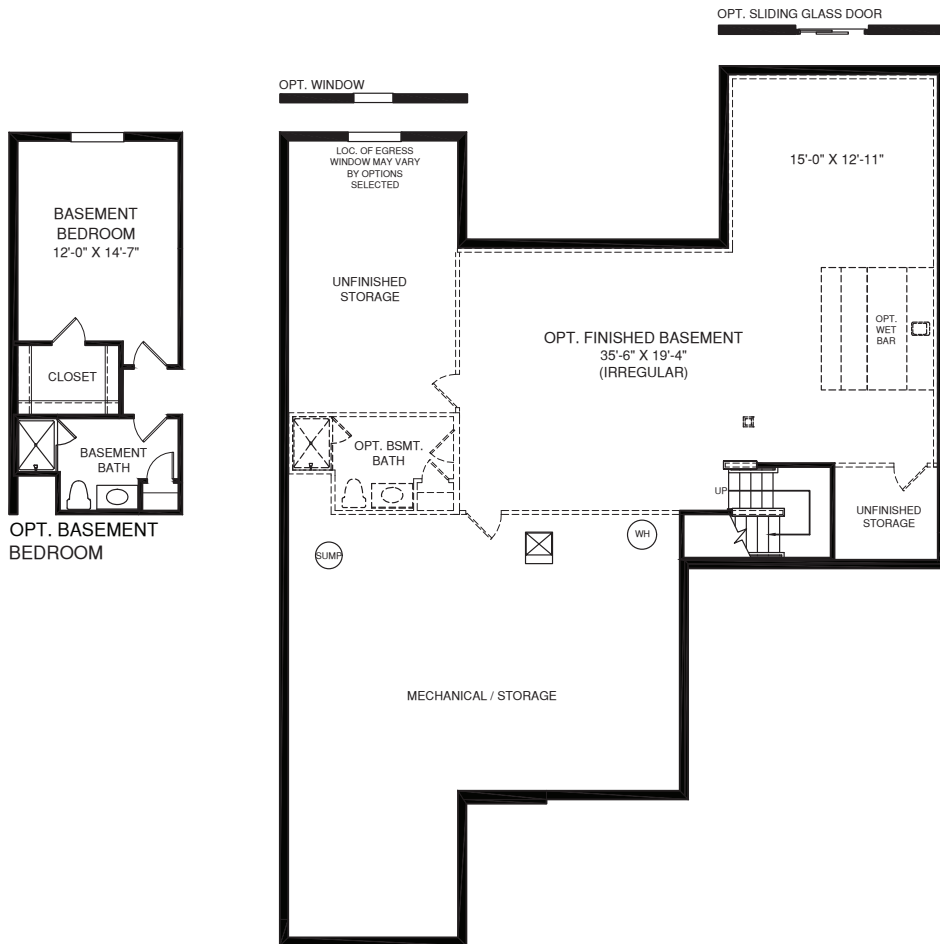 OPT. SLIDING GLASS DOOR
OPT. WINDOW
LOC. OF EGRESS
WINDOW MAY VARY
BY OPTIONS
SELECTED
15'-0" X 12'-11"
BASEMENT
BEDROOM
12'-0" X 14'-7"
UNFINISHED
STORAGE
OPT.
WET
BAR
OPT. FINISHED BASEMENT
35'-6" X 19'-4"
(IRREGULAR)
CLOSET
BASEMENT
BATH
OPT. BSMT.
BATH
UP
UNFINISHED
STORAGE
OPT. BASEMENT
BEDROOM
SUMP
WH
MECHANICAL / STORAGE